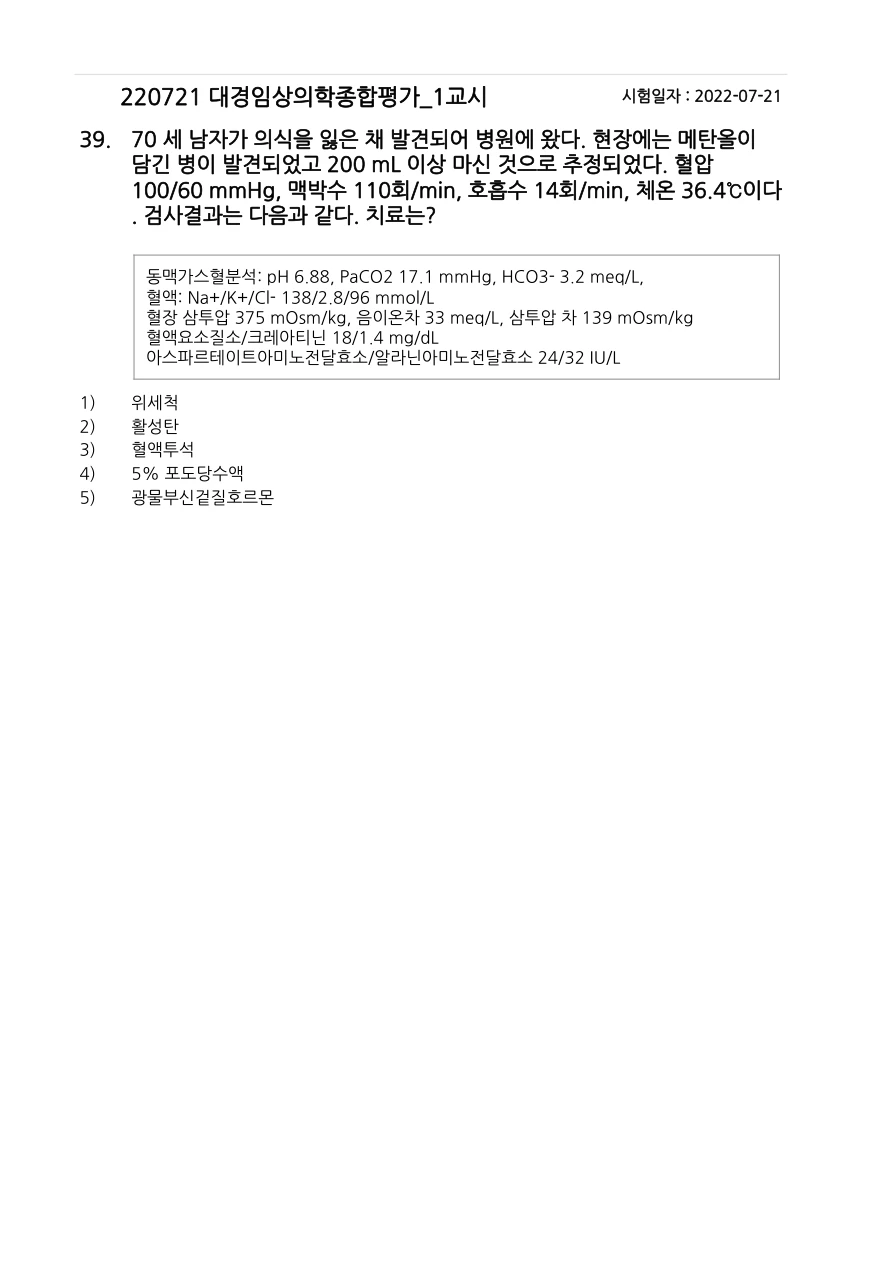 220721 대경임상의학종합평가_1교시 시험일자 : 2022-07-21
39. 70 세 남자가 의식을 잃은 채 발견되어 병원에 왔다. 현장에는 메탄올이
담긴 병이 발견되었고 200 mL 이상 마신 것으로 추정되었다. 혈압
100/60 mmHg, 맥박수 110회/min, 호흡수 14회/min, 체온 36.4℃이다
. 검사결과는 다음과 같다. 치료는?
동맥가스혈분석: pH 6.88, PaCO2 17.1 mmHg, HCO3- 3.2 meq/L,
혈액: Na+/K+/Cl- 138/2.8/96 mmol/L
혈장 삼투압 375 mOsm/kg, 음이온차 33 meq/L, 삼투압 차 139 mOsm/kg
혈액요소질소/크레아티닌 18/1.4 mg/dL
아스파르테이트아미노전달효소/알라닌아미노전달효소 24/32 IU/L
1) 위세척
2) 활성탄
3) 혈액투석
4) 5% 포도당수액
5) 광물부신겉질호르몬